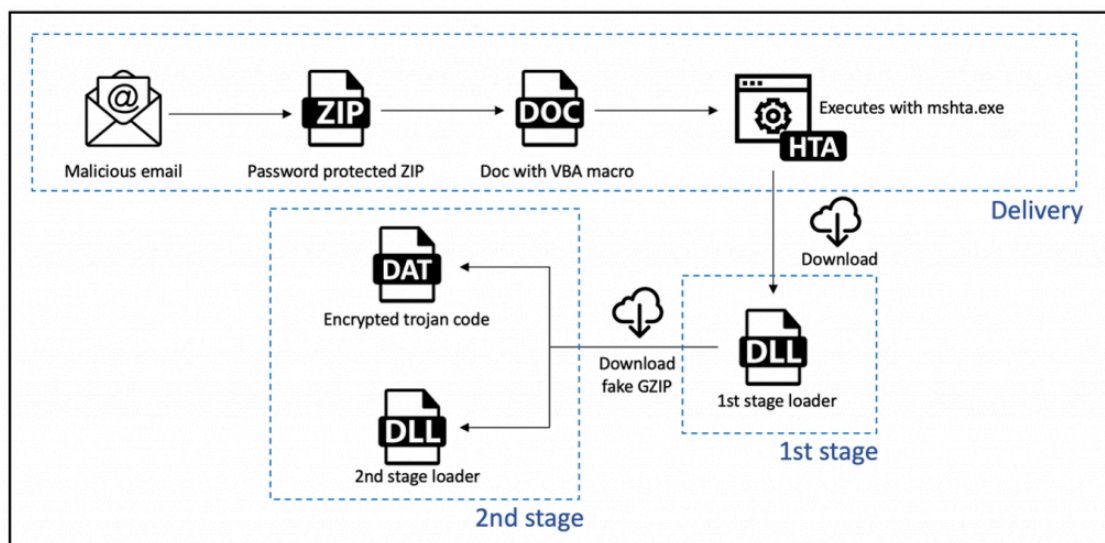 @
ZIP
DOC
HTA
Executes with mshta.exe
Malicious email
Password protected ZIP
Doc with VBA macro
Delivery
Download
DAT
Encrypted trojan code
Download
fake GZIP
DLL
1st stage loader
1st stage
DLL
2nd stage loader
2nd stage